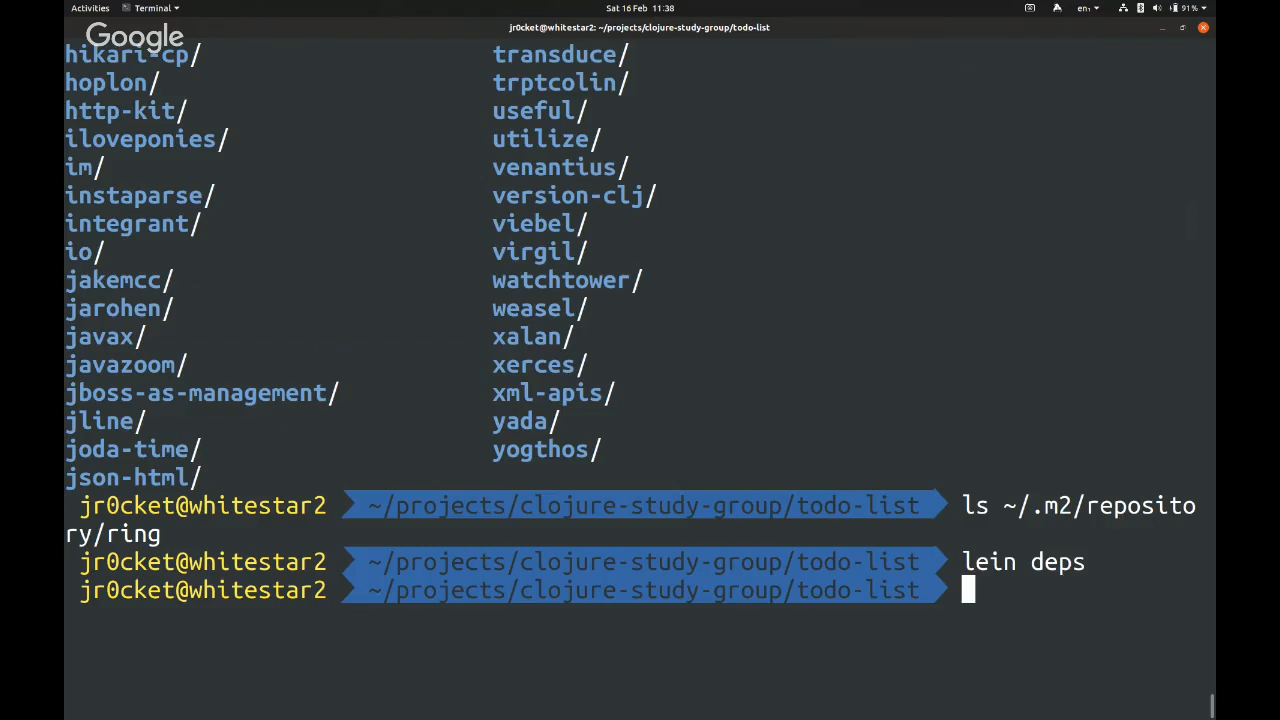 Activities Terminal Sat 16 Feb 11:38 en₁ 91%
jr0cket@whitestar2: ~/projects/clojure-study-group/todo-list
Google
hikari-cp/ transduce/
hoplon/ trptcolin/
http-kit/ useful/
iloveponies/ utilize/
im/ venantius/
instaparse/ version-clj/
integrant/ viebel/
io/ virgil/
jakemcc/ watchtower/
jarohen/ weasel/
javax/ xalan/
javazoom/ xerces/
jboss-as-management/ xml-apis/
jline/ yada/
joda-time/ yogthos/
json-html/
jr0cket@whitestar2 ~/projects/clojure-study-group/todo-list ls ~/.m2/reposito
ry/ring
jr0cket@whitestar2 ~/projects/clojure-study-group/todo-list lein deps
jr0cket@whitestar2 ~/projects/clojure-study-group/todo-list